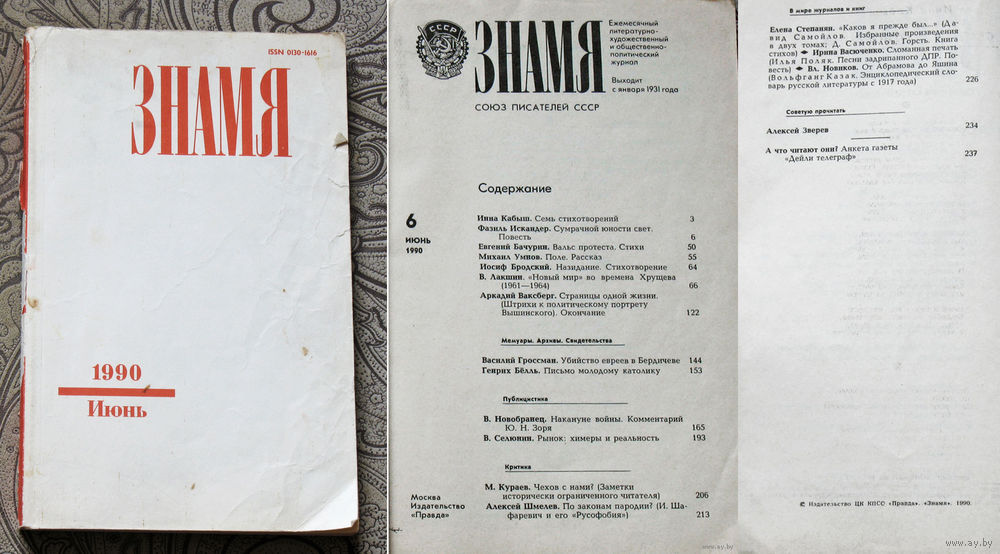 ISSN 0130-1616
ЗНАМЯ
1990
Июнь
СССР
ЗНАМЯ
Ежемесячный
литературно-
художественный
и общественно-
политический
журнал
Выходит
с января 1931 года
СОЮЗ ПИСАТЕЛЕЙ СССР
Содержание
6
ИЮНЬ
1990
Инна Кабыш. Семь стихотворений 3
Фазиль Искандер. Сумрачной юности свет.
Повесть 6
Евгений Бачурин. Вальс протеста. Стихи 50
Михаил Умнов. Поле. Рассказ 55
Иосиф Бродский. Назидание. Стихотворение 64
В. Лакшин. «Новый мир» во времена Хрущева
(1961—1964) 66
Аркадий Ваксберг. Страницы одной жизни.
(Штрихи к политическому портрету
Вышинского). Окончание 122
Мемуары. Архивы. Свидетельства
Василий Гроссман. Убийство евреев в Бердичеве 144
Генрих Бёлль. Письмо молодому католику 153
Публицистика
В. Новобранец. Накануне войны. Комментарий
Ю. Н. Зоря 165
В. Селюнин. Рынок: химеры и реальность 193
Критика
М. Кураев. Чехов с нами? (Заметки
исторически ограниченного читателя) 206
Алексей Шмелев. По законам пародии? (И. Ша-
фаревич и его «Русофобия») 213
Москва
Издательство
«Правда»
В мире журналов и книг
Елена Степанян. «Каков я прежде был...» (Да-
вид Самойлов. Избранные произведения
в двух томах; Д. Самойлов. Горсть. Книга
стихов) ◆ Ирина Васюченко. Сломанная печать
(Илья Поляк. Песни задрипанного ДПР. По-
весть) ◆ Вл. Новиков. От Абрамова до Яшина
(Вольфганг Казак. Энциклопедический сло-
варь русской литературы с 1917 года) 226
Советую прочитать
Алексей Зверев 234
А что читают они? Анкета газеты
«Дейли телеграф» 237
© Издательство ЦК КПСС «Правда». «Знамя». 1990.
www.ay.by
www.ay.by